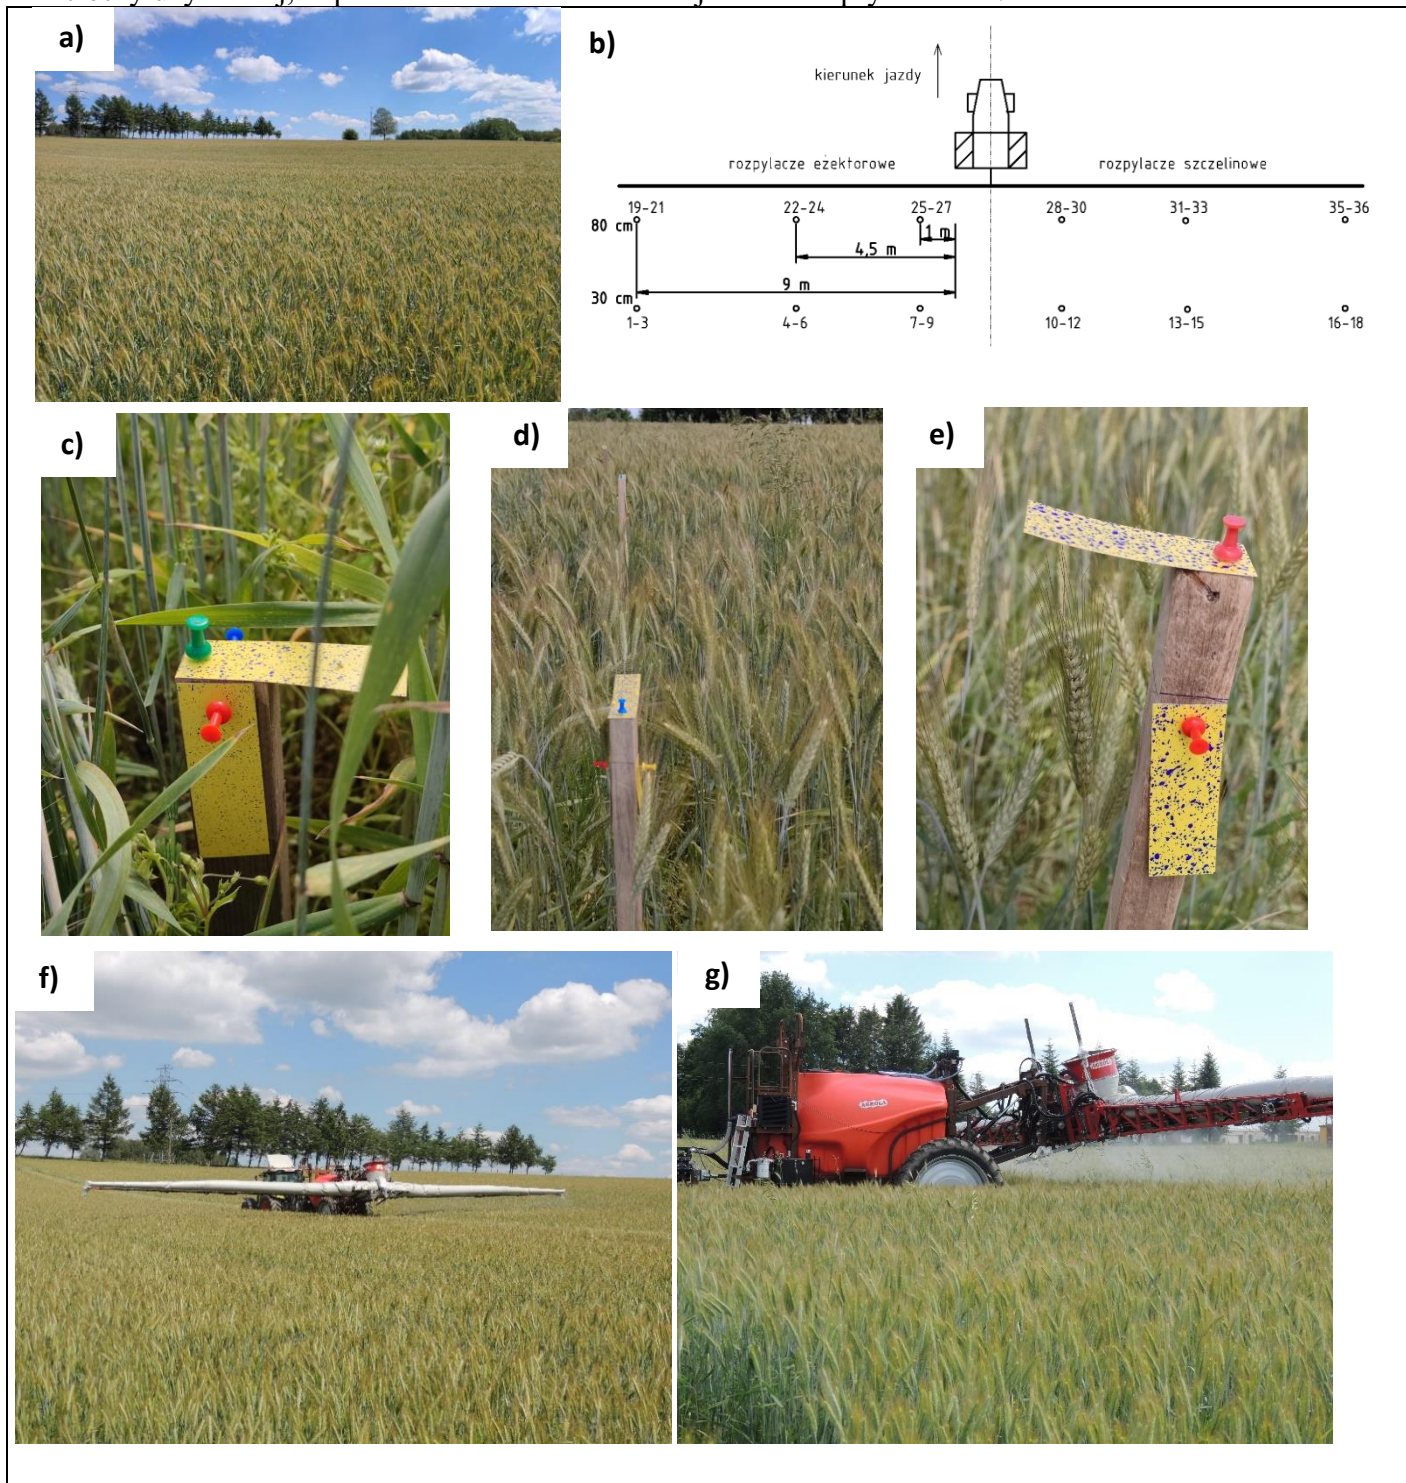 a)
b)
kierunek jazdy
rozpylacze eżektorowe
rozpylacze szczelinowe
19-21
22-24
25-27
28-30
31-33
35-36
80 cm
1 m
4,5 m
9 m
30 cm
1-3
4-6
7-9
10-12
13-15
16-18
c)
d)
e)
f)
g)